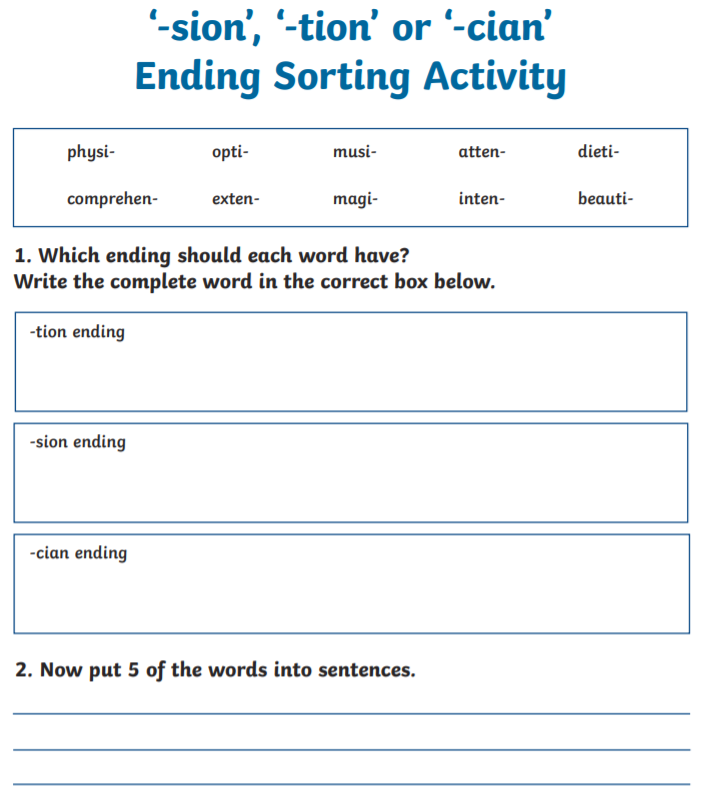 ‘-sion’, ‘-tion’ or ‘-cian’
Ending Sorting Activity
physi- opti- musi- atten- dieti-
comprehen- exten- magi- inten- beauti-
1. Which ending should each word have?
Write the complete word in the correct box below.
-tion ending
-sion ending
-cian ending
2. Now put 5 of the words into sentences.